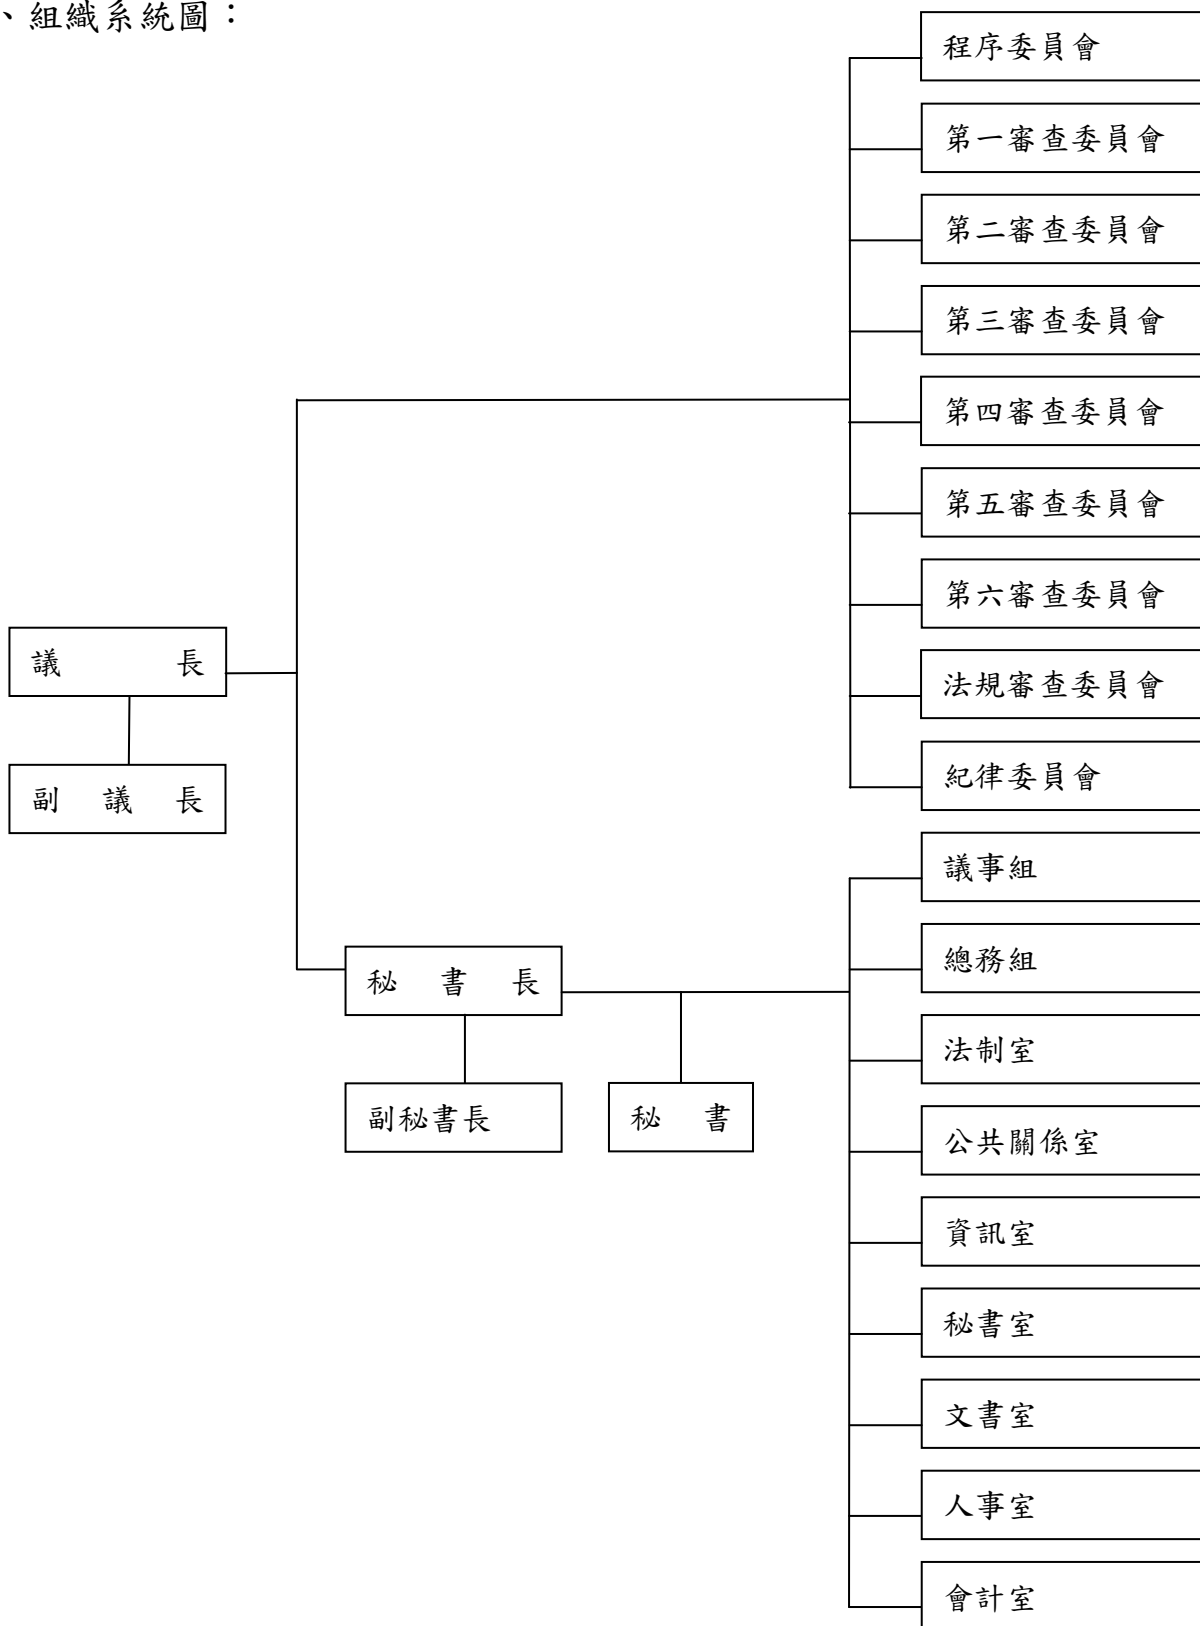 、組織系統圖：
程序委員會
第一審查委員會
第二審查委員會
第三審查委員會
第四審查委員會
第五審查委員會
第六審查委員會
法規審查委員會
紀律委員會
議長
副議長
議事組
總務組
法制室
公共關係室
資訊室
秘書室
文書室
人事室
會計室
秘書長
副秘書長
秘書